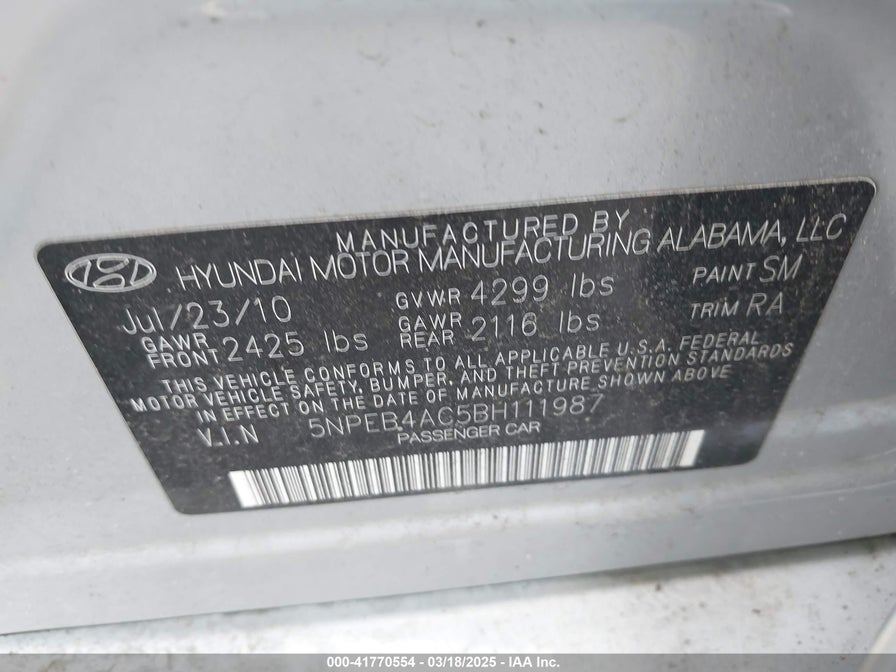 MANUFACTURED BY
HYUNDAI MOTOR MANUFACTURING ALABAMA, LLC
Jul/23/10 GVWR 4299 lbs PAINT SM
GAWR FRONT 2425 lbs GAWR REAR 2116 lbs TRIM RA
THIS VEHICLE CONFORMS TO ALL APPLICABLE U.S.A. FEDERAL
MOTOR VEHICLE SAFETY, BUMPER, AND THEFT PREVENTION STANDARDS
IN EFFECT ON THE DATE OF MANUFACTURE SHOWN ABOVE
V.I.N 5NPEB4AC5BH111987
PASSENGER CAR
000-41770554 - 03/18/2025 - IAA Inc.